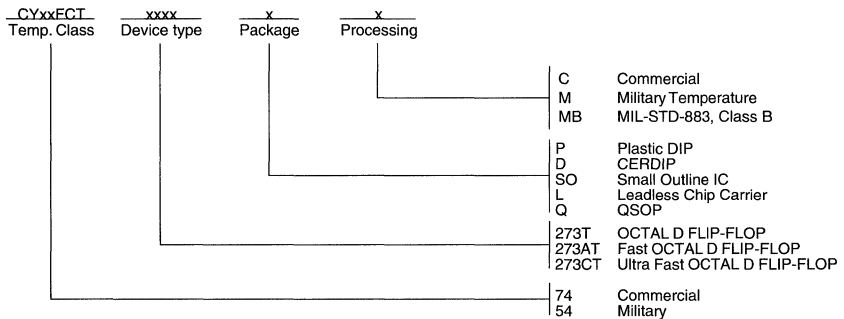 CYxxFCT xxxx x x
Temp. Class Device type Package Processing
C Commercial
M Military Temperature
MB MIL-STD-883, Class B
P Plastic DIP
D CERDIP
SO Small Outline IC
L Leadless Chip Carrier
Q QSOP
273T OCTAL D FLIP-FLOP
273AT Fast OCTAL D FLIP-FLOP
273CT Ultra Fast OCTAL D FLIP-FLOP
74 Commercial
54 Military